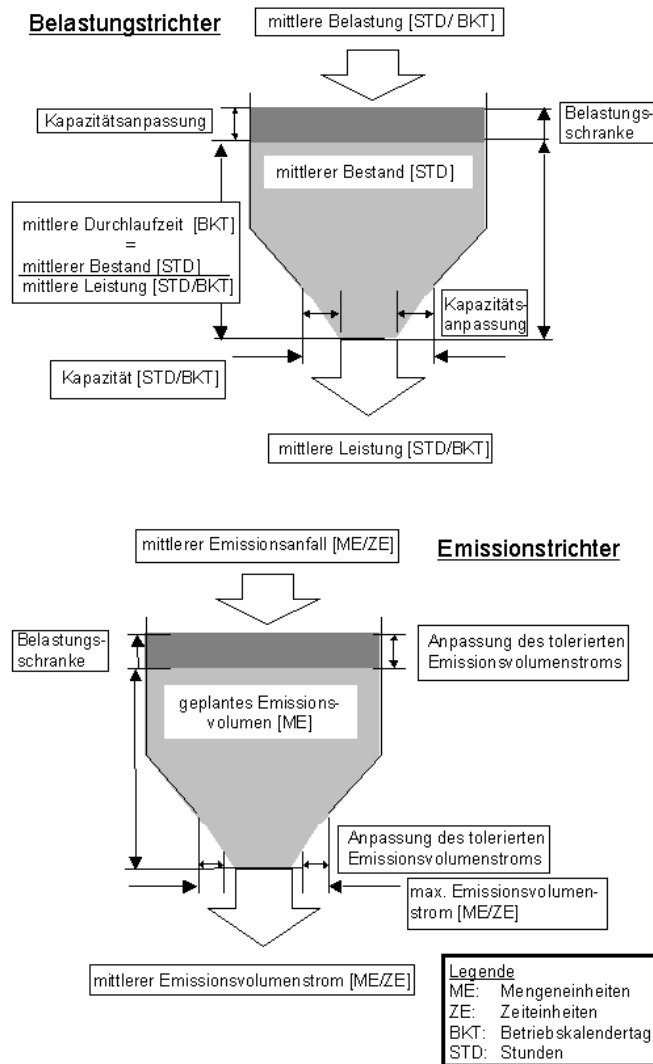 Belastungstrichter
mittlere Belastung [STD/ BKT]
Kapazitätsanpassung
Belastungs-
schranke
mittlerer Bestand [STD]
mittlere Durchlaufzeit [BKT]
=
mittlerer Bestand [STD]
mittlere Leistung [STD/BKT]
Kapazitäts-
anpassung
Kapazität [STD/BKT]
mittlere Leistung [STD/BKT]
mittlerer Emissionsanfall [ME/ZE]
Emissionstrichter
Belastungs-
schranke
Anpassung des tolerierten
Emissionsvolumenstroms
geplantes Emissions-
volumen [ME]
Anpassung des tolerierten
Emissionsvolumenstroms
max. Emissionsvolumen-
strom [ME/ZE]
mittlerer Emissionsvolumenstrom [ME/ZE]
Legende
ME: Mengeneinheiten
ZE: Zeiteinheiten
BKT: Betriebskalendertag
STD: Stunden